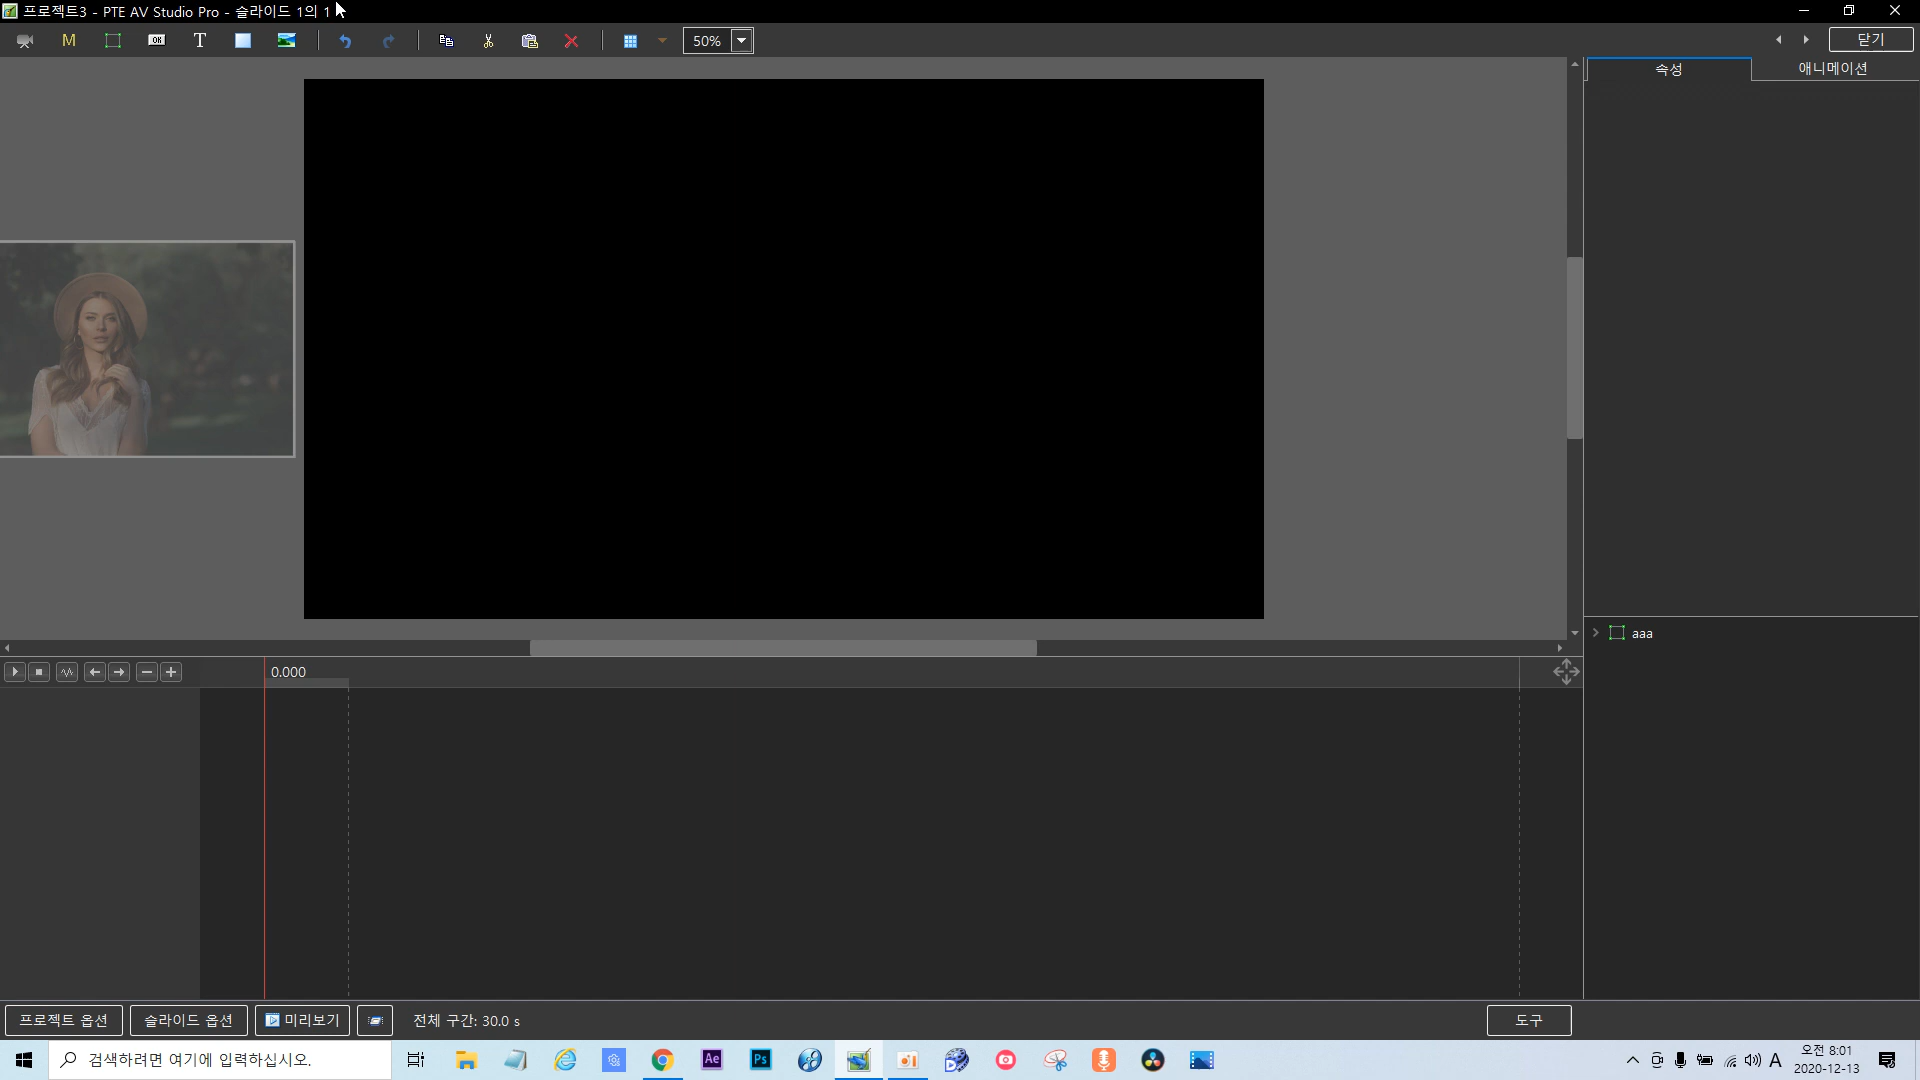 프로젝트3 - PTE AV Studio Pro - 슬라이드 1의 1
M
OK
T
50%
닫기
속성
애니메이션
aaa
0.000
프로젝트 옵션
슬라이드 옵션
미리보기
전체 구간: 30.0 s
도구
검색하려면 여기에 입력하십시오.
Ae
Ps
A
오전 8:01
2020-12-13